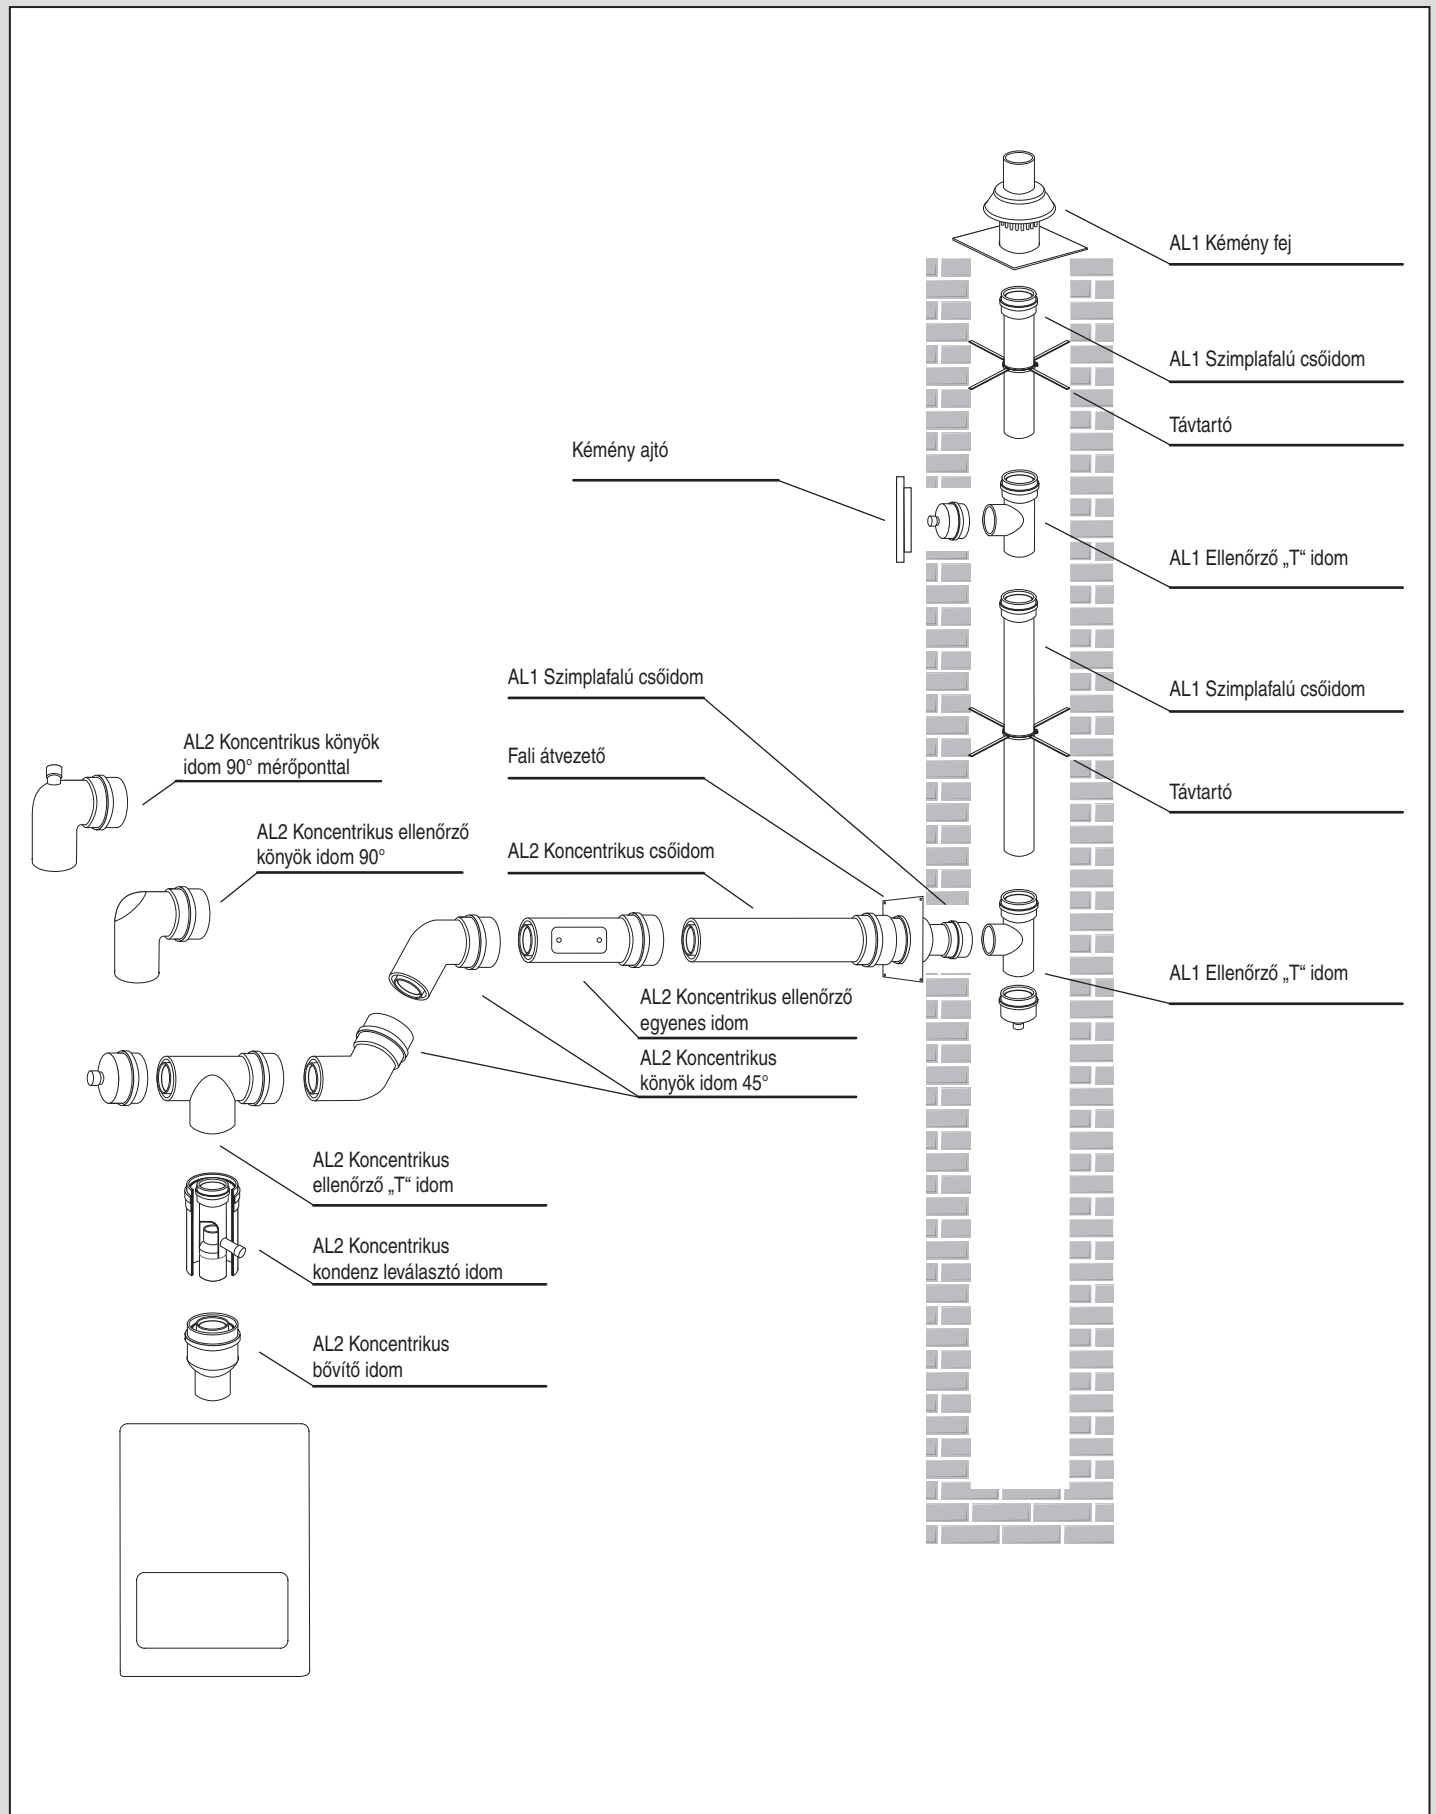 AL1 Kémény fej
AL1 Szimplafalú csőidom
Távtartó
Kémény ajtó
AL1 Ellenőrző „T“ idom
AL1 Szimplafalú csőidom
AL1 Szimplafalú csőidom
AL2 Koncentrikus könyök
idom 90° mérőponttal
Fali átvezető
Távtartó
AL2 Koncentrikus ellenőrző
könyök idom 90°
AL2 Koncentrikus csőidom
AL1 Ellenőrző „T“ idom
AL2 Koncentrikus ellenőrző
egyenes idom
AL2 Koncentrikus
könyök idom 45°
AL2 Koncentrikus
ellenőrző „T“ idom
AL2 Koncentrikus
kondenz leválasztó idom
AL2 Koncentrikus
bővítő idom